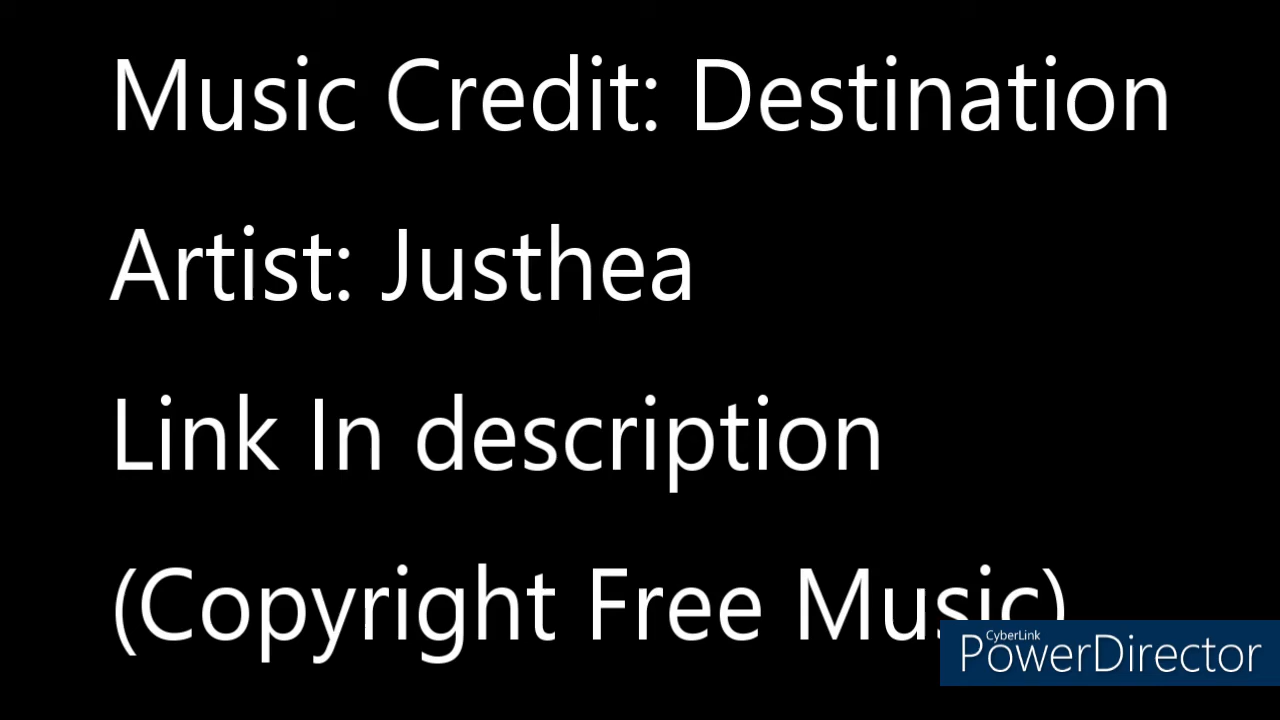 Music Credit: Destination
Artist: Justhea
Link In description
(Copyright Free Music)
CyberLink
PowerDirector